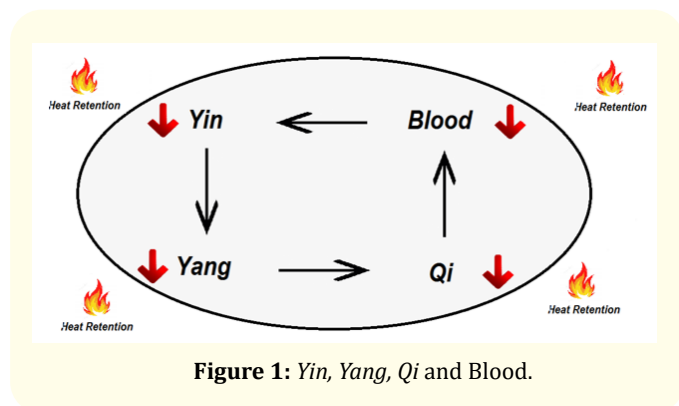 Heat Retention
Heat Retention
Yin
Blood
Yang
Qi
Heat Retention
Heat Retention
Figure 1: Yin, Yang, Qi and Blood.